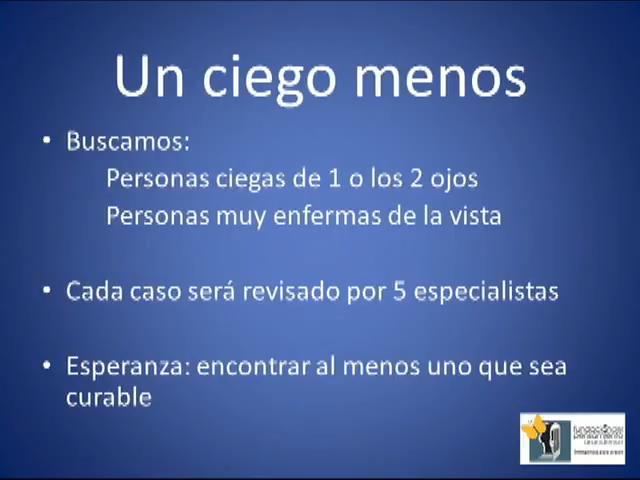 Un ciego menos
• Buscamos:
Personas ciegas de 1 o los 2 ojos
Personas muy enfermas de la vista
• Cada caso será revisado por 5 especialistas
• Esperanza: encontrar al menos uno que sea
curable